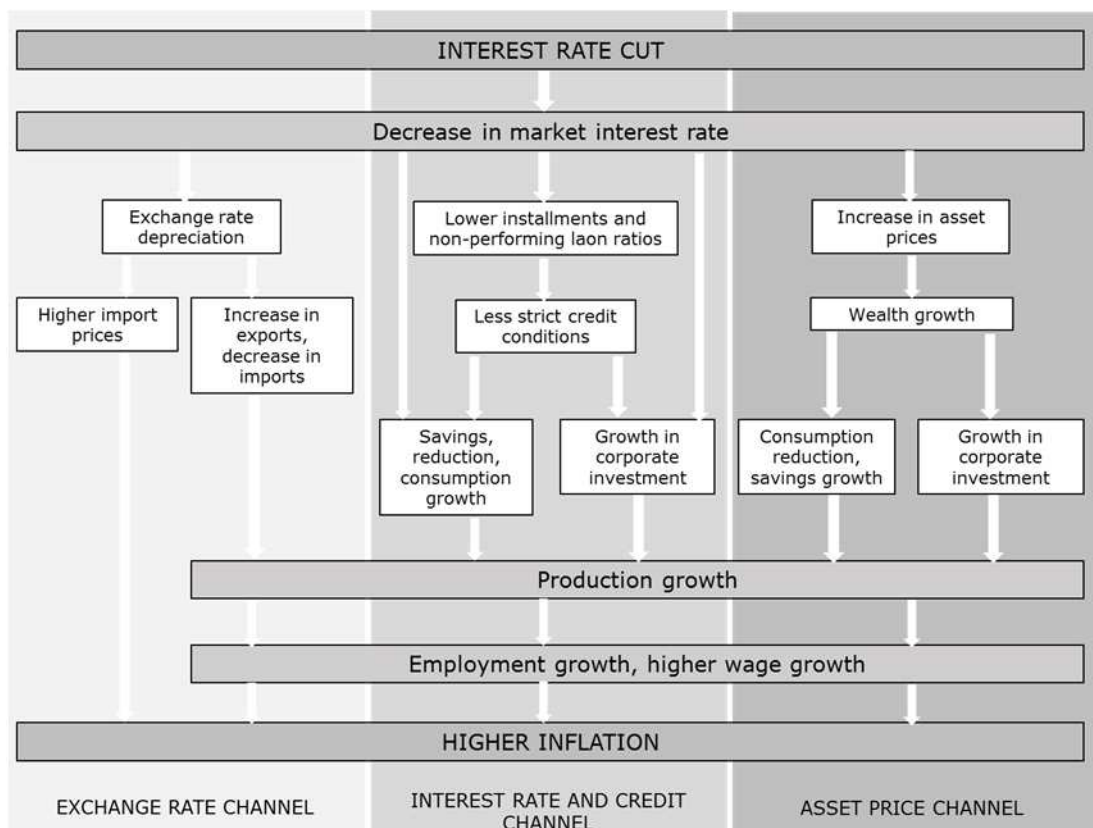 INTEREST RATE CUT
Decrease in market interest rate
Exchange rate
depreciation
Lower installments and
non-performing laon ratios
Increase in asset
prices
Higher import
prices
Increase in
exports,
decrease in
imports
Less strict credit
conditions
Wealth growth
Savings,
reduction,
consumption
growth
Growth in
corporate
investment
Consumption
reduction,
savings growth
Growth in
corporate
investment
Production growth
Employment growth, higher wage growth
HIGHER INFLATION
EXCHANGE RATE CHANNEL
INTEREST RATE AND CREDIT
CHANNEL
ASSET PRICE CHANNEL